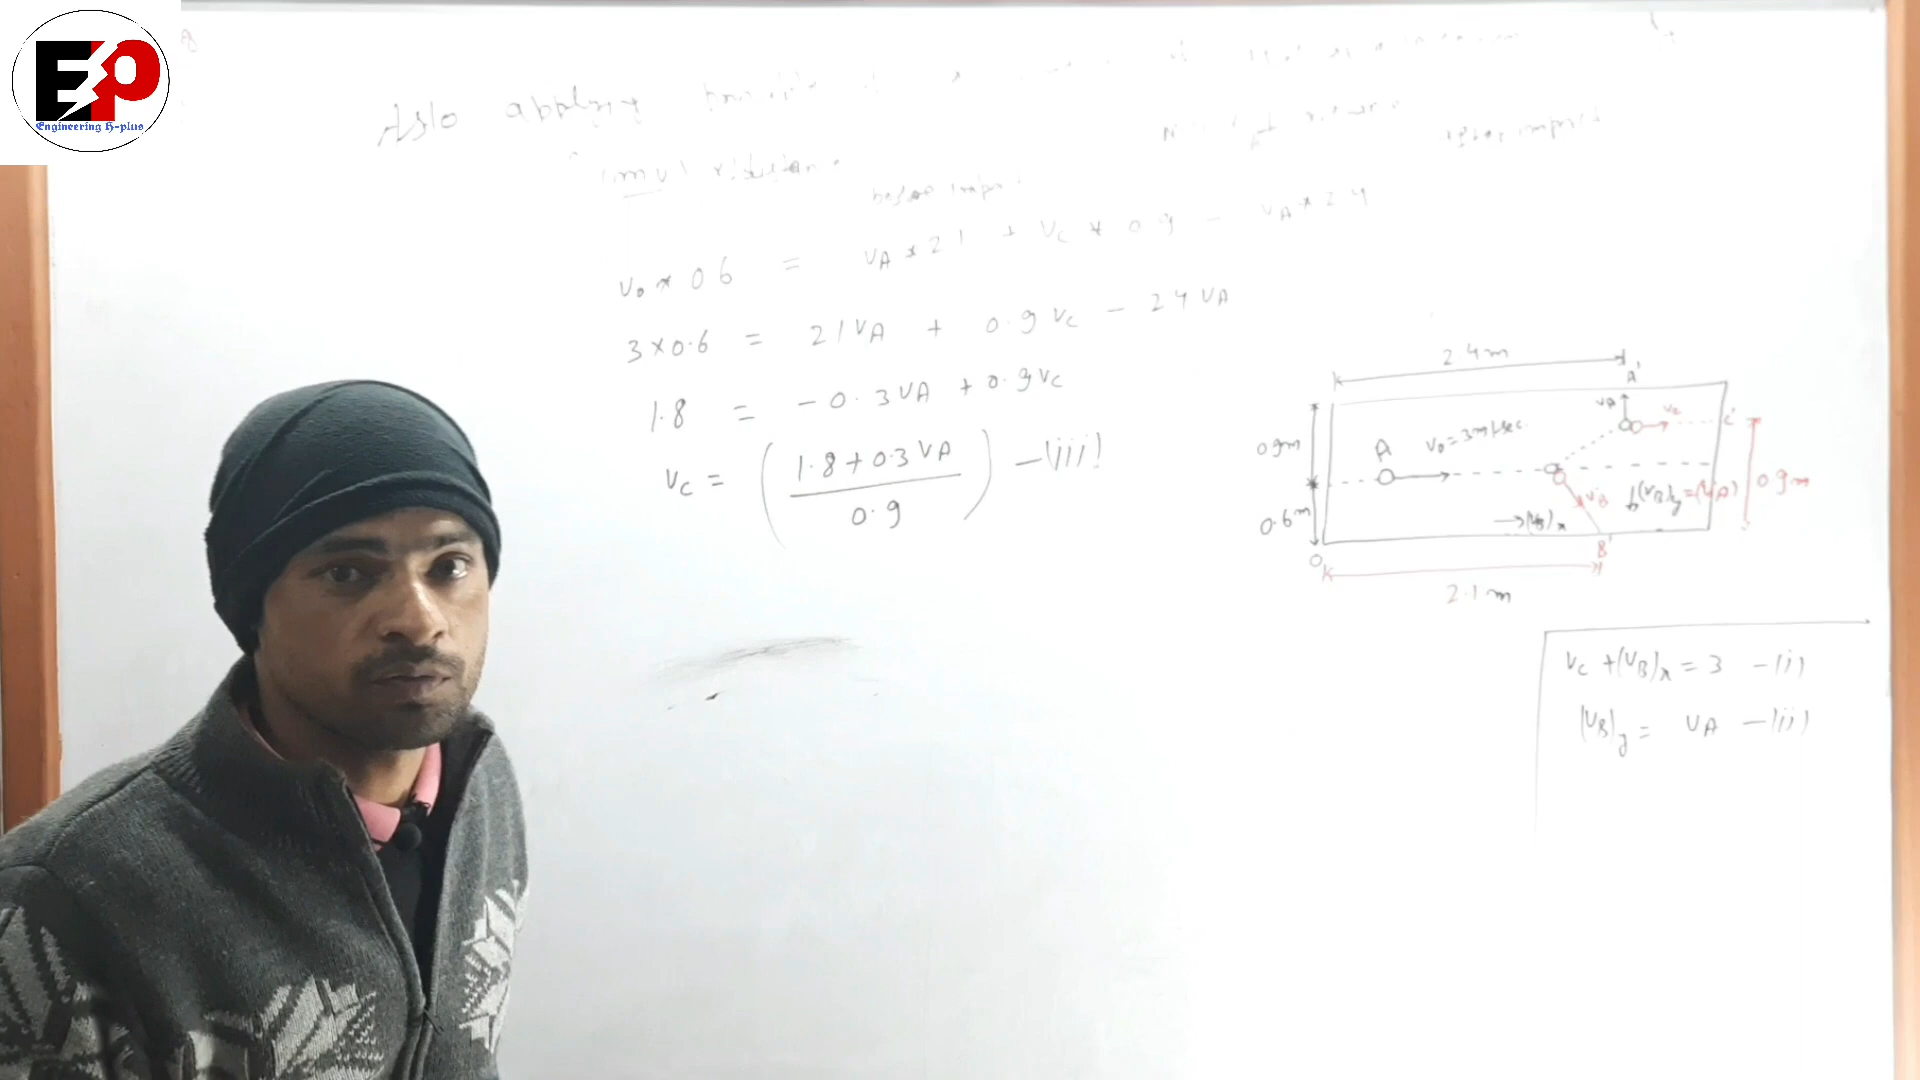 EP
Engineering H-plus
Also applying
v₀ * 0.6 = vA * 2.1 + vC * 0.9 - vA * 2.4
3 × 0.6 = 2.1 vA + 0.9 vC - 2.4 vA
1.8 = - 0.3 vA + 0.9 vC
vC = (1.8 + 0.3 vA / 0.9) - (iii)
2.4 m
A'
vA
vC
C'
0.9 m
A
v₀ = 3 m/sec.
0.9 m
vB
(vB)y = (vA)
0.6 m
→ (vB)x
O
B'
2.1 m
vC + (vB)x = 3 - (i)
(vB)y = vA - (ii)